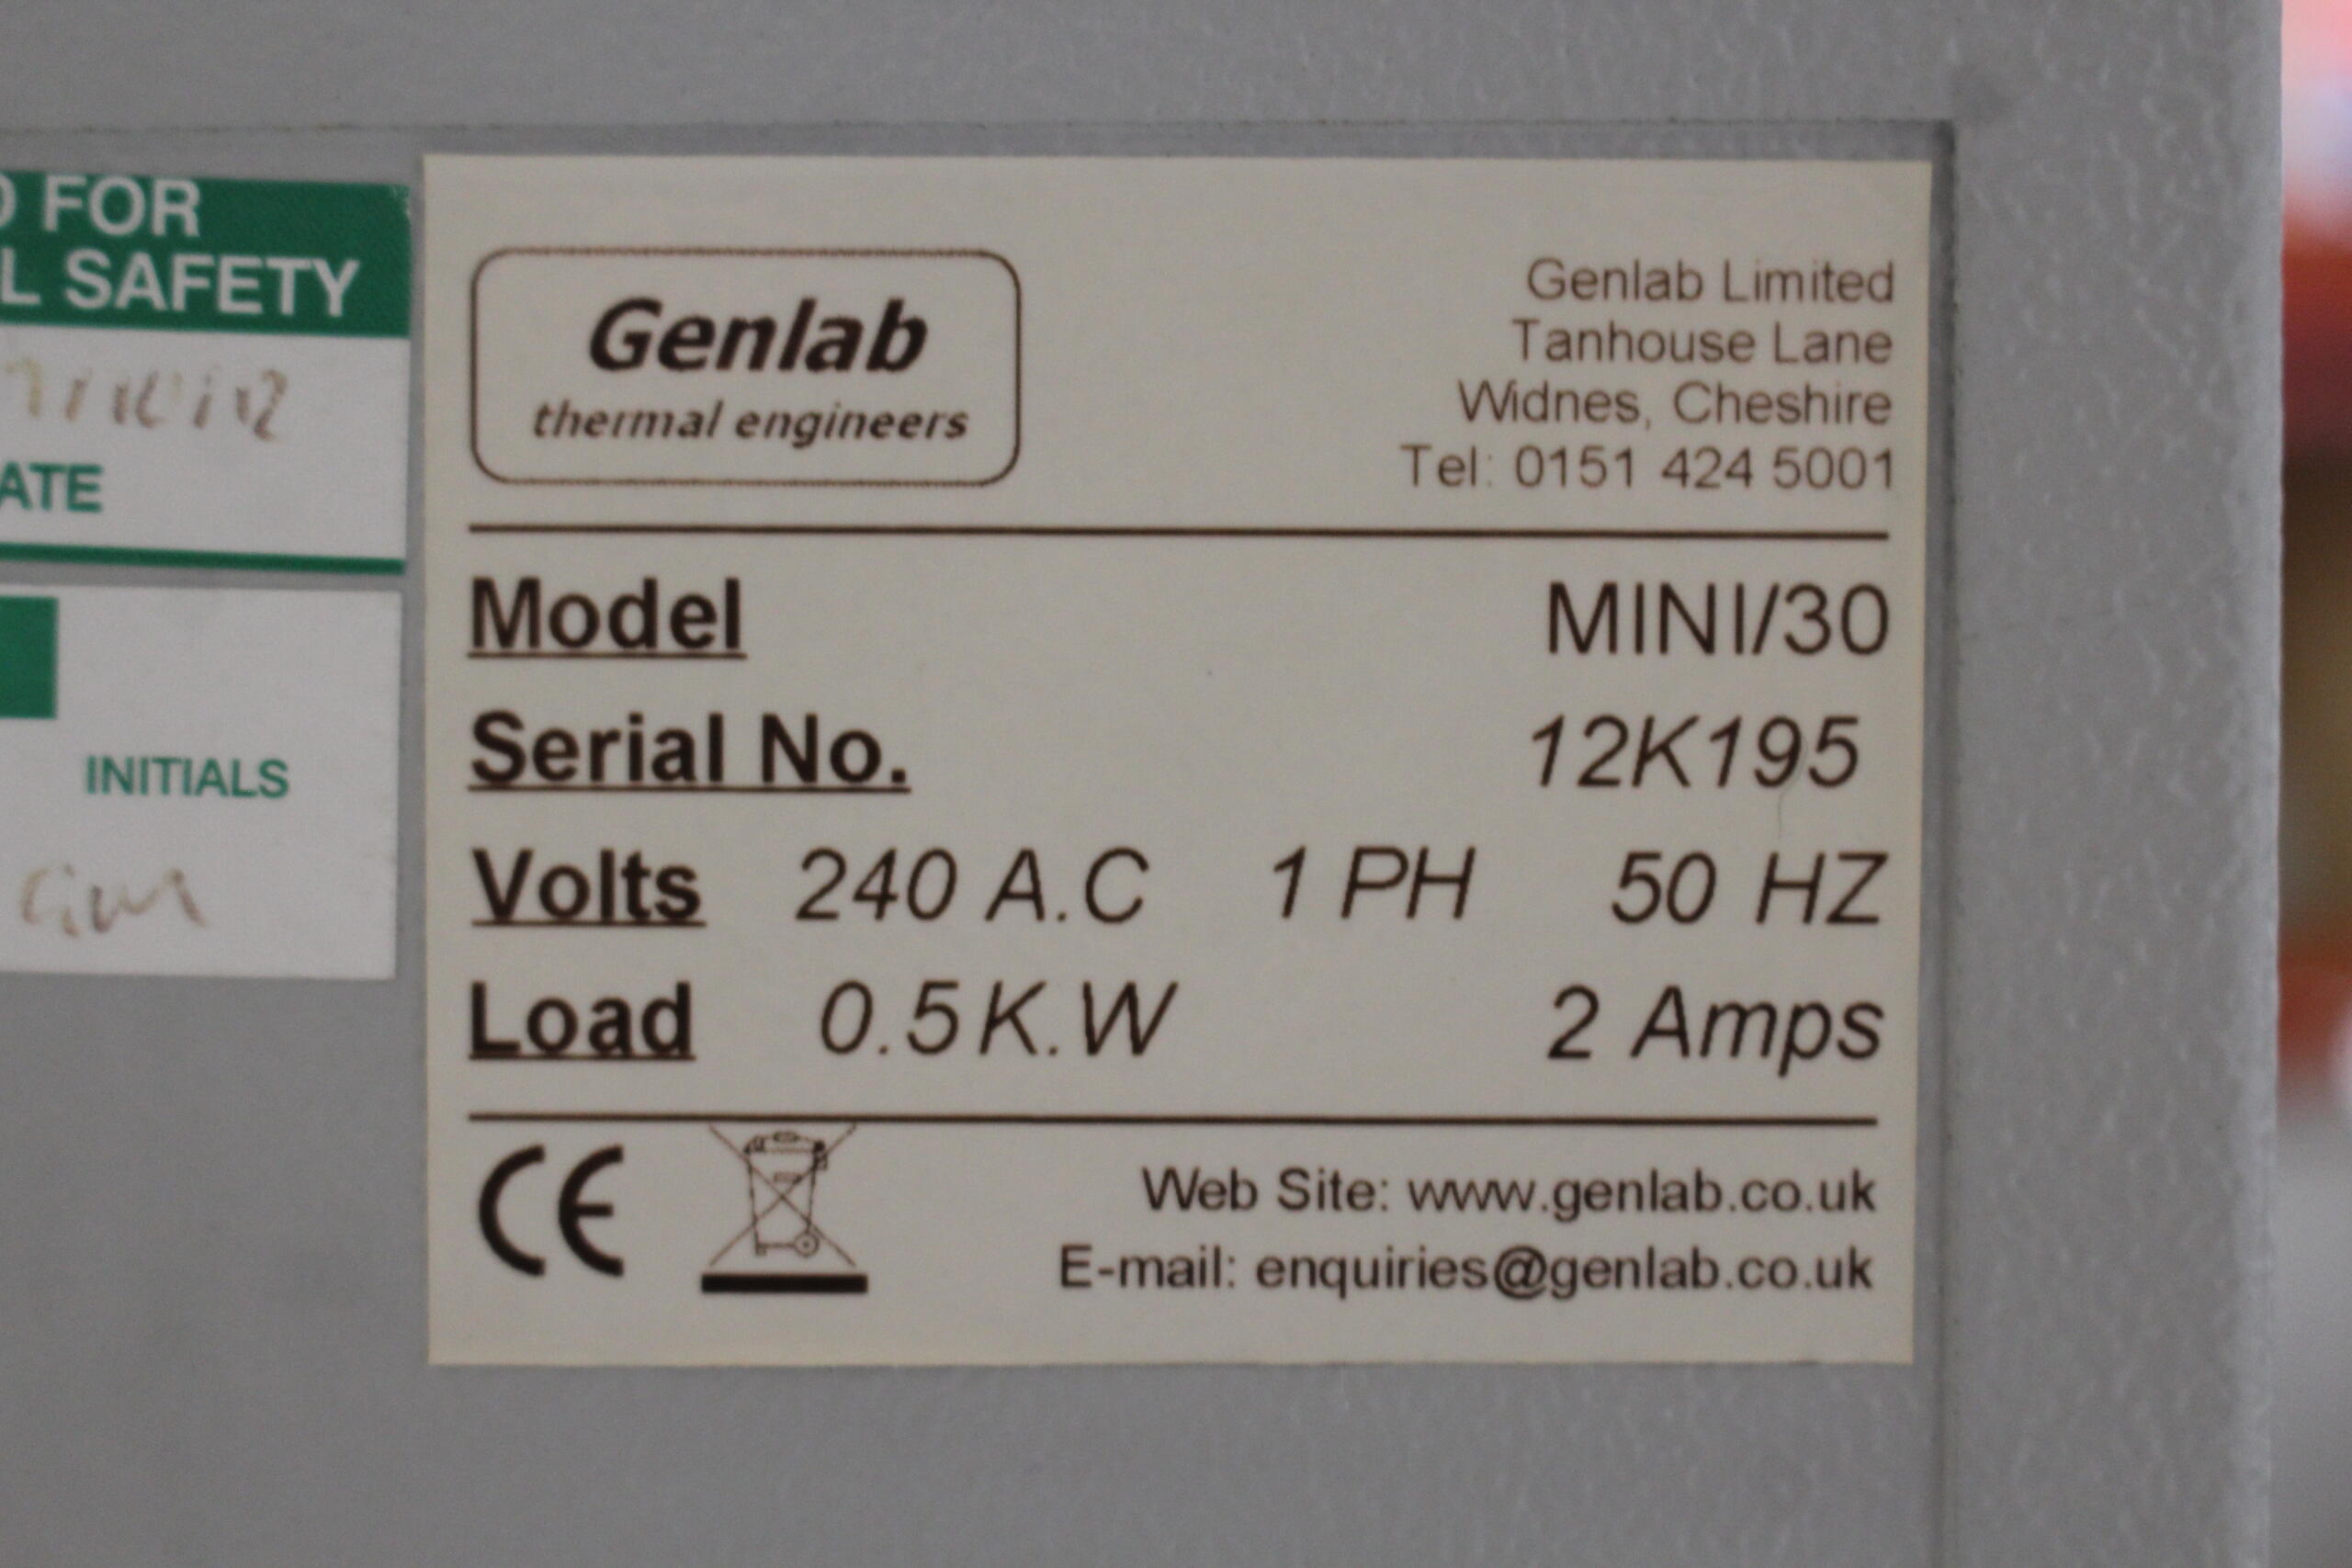 FOR
L SAFETY
ATE
INITIALS
Genlab
thermal engineers
Genlab Limited
Tanhouse Lane
Widnes, Cheshire
Tel: 0151 424 5001
Model MINI/30
Serial No. 12K195
Volts 240 A.C 1 PH 50 HZ
Load 0.5 K.W 2 Amps
CE
Web Site: www.genlab.co.uk
E-mail: enquiries@genlab.co.uk